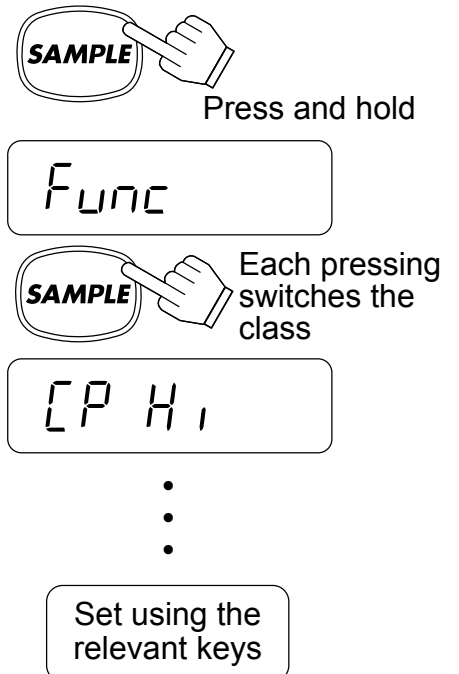 SAMPLE
Press and hold
Func
SAMPLE
Each pressing
switches the
class
CP Hi
Set using the
relevant keys